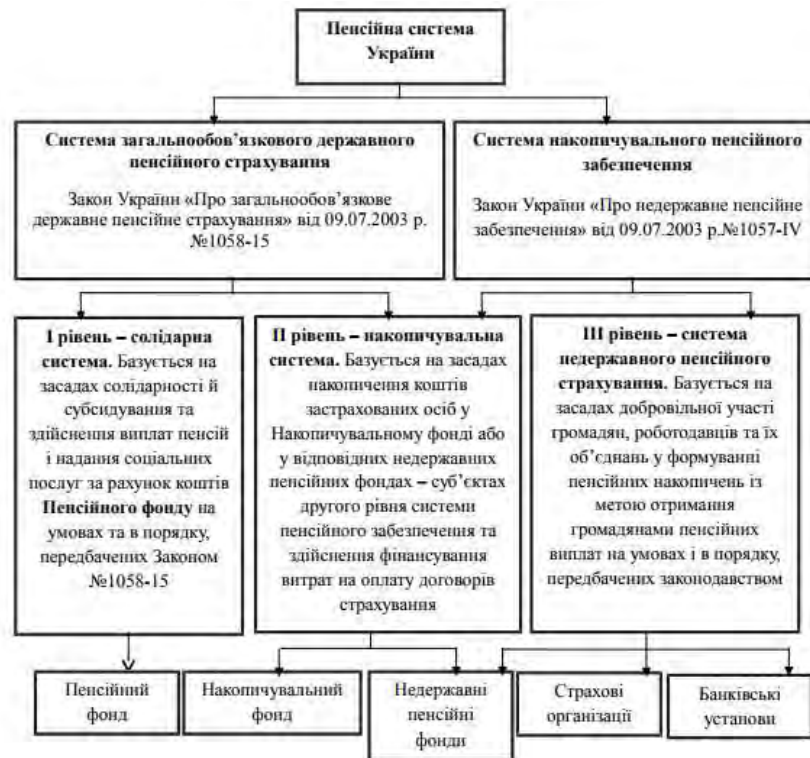 Пенсійна система
України
Система загальнообов’язкового державного
пенсійного страхування
Закон України «Про загальнообов’язкове
державне пенсійне страхування» від 09.07.2003 р.
№1058-15
Система накопичувального пенсійного
забезпечення
Закон України «Про недержавне пенсійне
забезпечення» від 09.07.2003 р.№1057-IV
І рівень – солідарна
система. Базується на
засадах солідарності й
субсидування та
здійснення виплат пенсій
і надання соціальних
послуг за рахунок коштів
Пенсійного фонду на
умовах та в порядку,
передбачених Законом
№1058-15
ІІ рівень – накопичувальна
система. Базується на засадах
накопичення коштів
застрахованих осіб у
Накопичувальному фонді або
у відповідних недержавних
пенсійних фондах – суб’єктах
другого рівня системи
пенсійного забезпечення та
здійснення фінансування
витрат на оплату договорів
страхування
ІІІ рівень – система
недержавного пенсійного
страхування. Базується на
засадах добровільної участі
громадян, роботодавців та їх
об’єднань у формуванні
пенсійних накопичень із
метою отримання
громадянами пенсійних
виплат на умовах і в порядку,
передбачених законодавством
Пенсійний
фонд
Накопичувальний
фонд
Недержавні
пенсійні
фонди
Страхові
організації
Банківські
установи